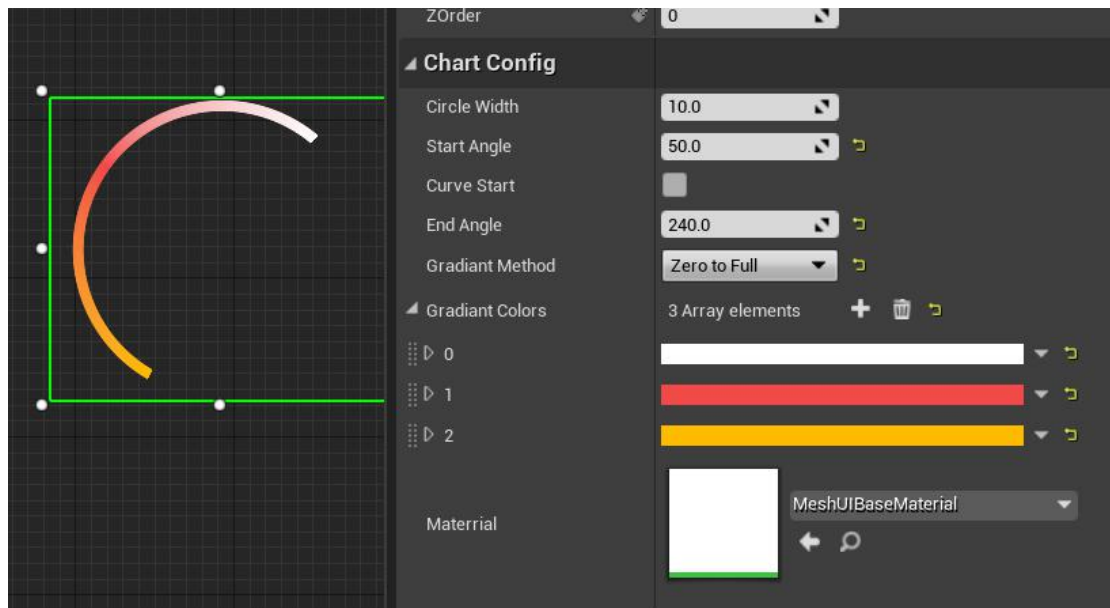 ZOrder 0
Chart Config
Circle Width 10.0
Start Angle 50.0
Curve Start
End Angle 240.0
Gradiant Method Zero to Full
Gradiant Colors 3 Array elements
0
1
2
Materrial MeshUIBaseMaterial